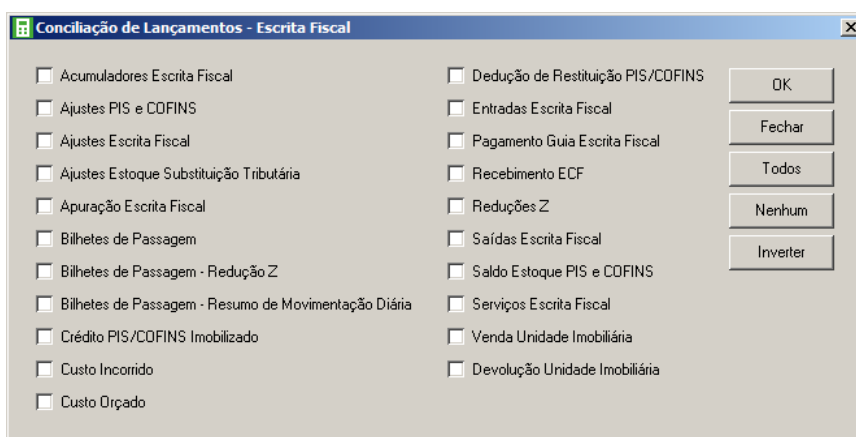 Conciliação de Lançamentos - Escrita Fiscal
Acumuladores Escrita Fiscal
Ajustes PIS e COFINS
Ajustes Escrita Fiscal
Ajustes Estoque Substituição Tributária
Apuração Escrita Fiscal
Bilhetes de Passagem
Bilhetes de Passagem - Redução Z
Bilhetes de Passagem - Resumo de Movimentação Diária
Crédito PIS/COFINS Imobilizado
Custo Incorrido
Custo Orçado
Dedução de Restituição PIS/COFINS
Entradas Escrita Fiscal
Pagamento Guia Escrita Fiscal
Recebimento ECF
Reduções Z
Saídas Escrita Fiscal
Saldo Estoque PIS e COFINS
Serviços Escrita Fiscal
Venda Unidade Imobiliária
Devolução Unidade Imobiliária
OK
Fechar
Todos
Nenhum
Inverter